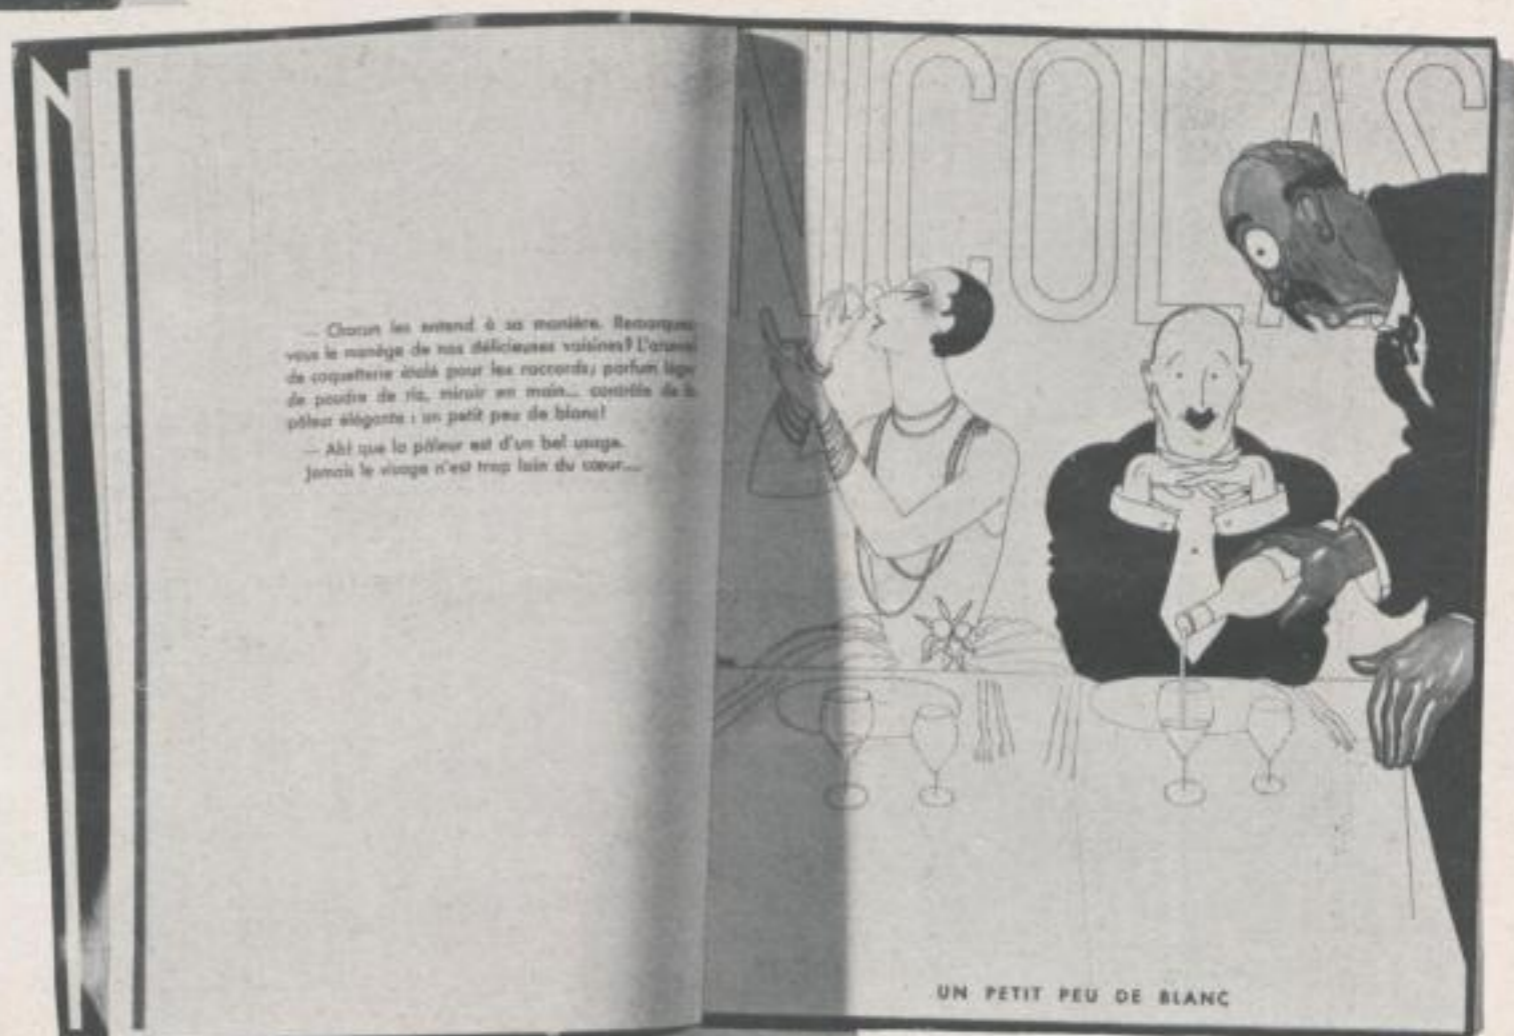 NICOLAS
... Chacun les entend à sa manière. Remarquez-
vous le manège de nos délicieuses voisines? L'arsenal
de coquetterie étalé pour les raccords; parfum léger
de poudre de riz, miroir en main... contrôle de la
pâleur élégante : un petit peu de blanc!
— Ah! que la pâleur est d'un bel usage.
Jamais le visage n'est trop loin du cœur...
UN PETIT PEU DE BLANC